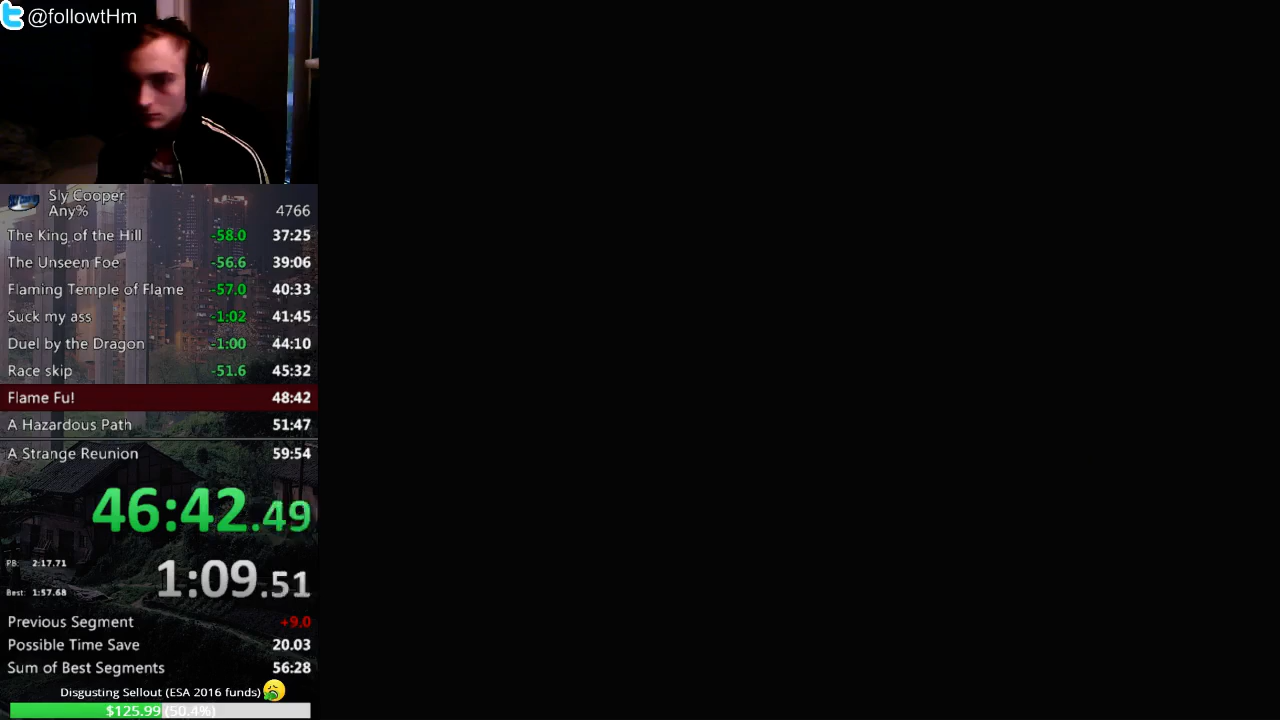 @followtHm
Sly Cooper
Any% 4766
The King of the Hill -58.0 37:25
The Unseen Foe -56.6 39:06
Flaming Temple of Flame -57.0 40:33
Suck my ass -1:02 41:45
Duel by the Dragon -1:00 44:10
Race skip -51.6 45:32
Flame Fu! 48:42
A Hazardous Path 51:47
A Strange Reunion 59:54
46:42.49
PB: 2:17.71
1:09.51
Best: 1:57.68
Previous Segment +9.0
Possible Time Save 20.03
Sum of Best Segments 56:28
Disgusting Sellout (ESA 2016 funds)
$125.99 (50.4%)